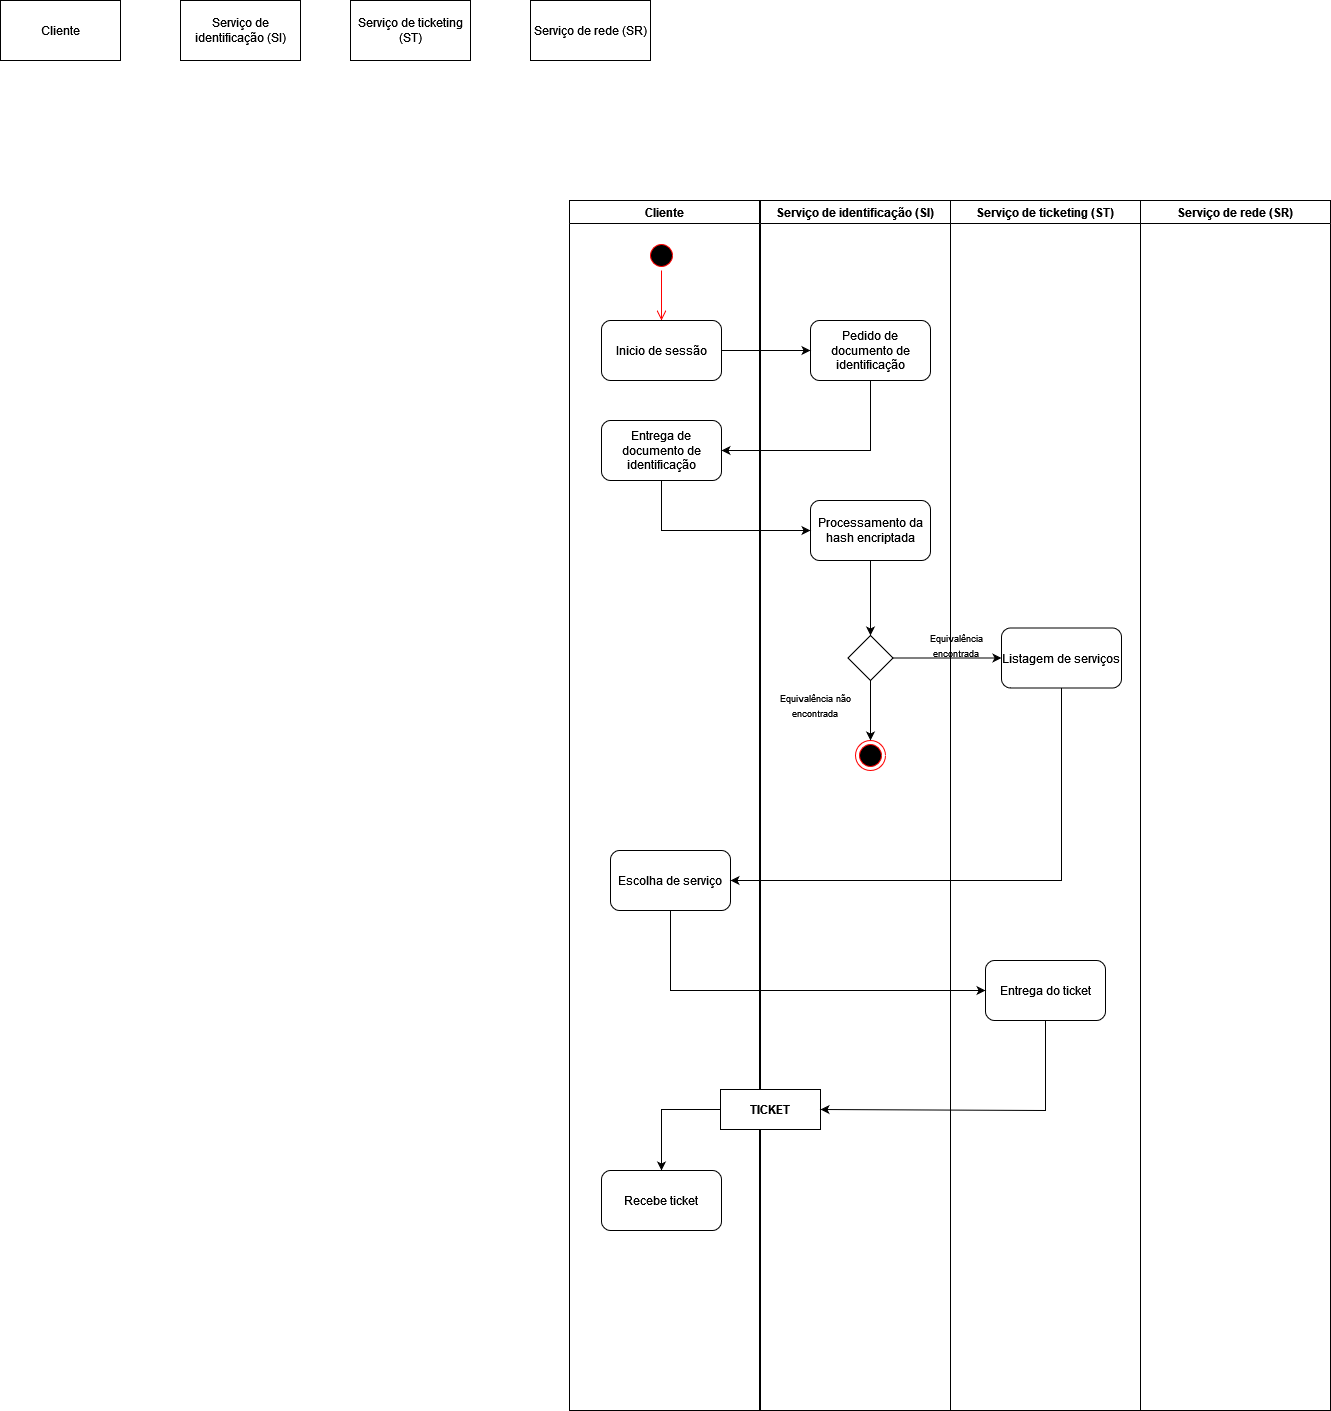 Cliente
Serviço de
identificação (SI)
Serviço de ticketing
(ST)
Serviço de rede (SR)
Cliente
Serviço de identificação (SI)
Serviço de ticketing (ST)
Serviço de rede (SR)
Inicio de sessão
Pedido de
documento de
identificação
Entrega de
documento de
identificação
Processamento da
hash encriptada
Equivalência
encontrada
Listagem de serviços
Equivalência não
encontrada
Escolha de serviço
Entrega do ticket
TICKET
Recebe ticket